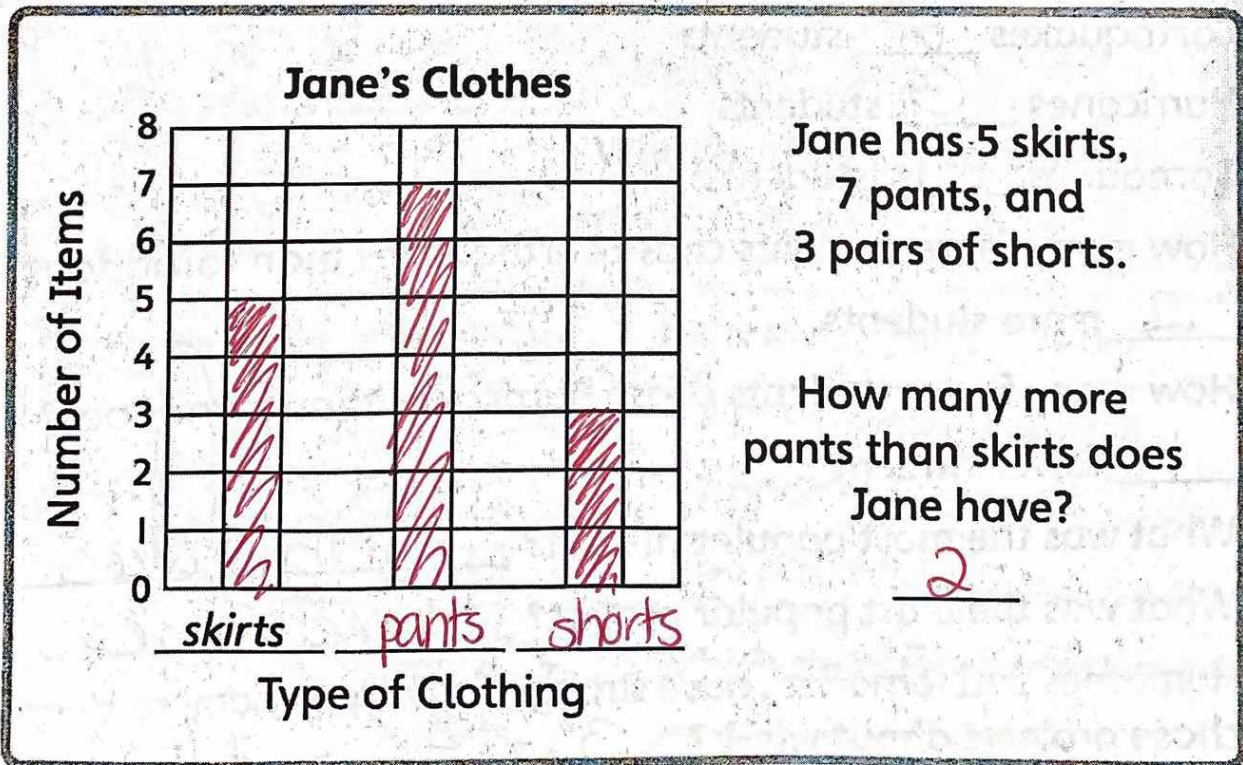 Jane's Clothes
8
7
6
5
4
3
2
1
0
Number of Items
skirts pants shorts
Type of Clothing
Jane has 5 skirts,
7 pants, and
3 pairs of shorts.
How many more
pants than skirts does
Jane have?
2